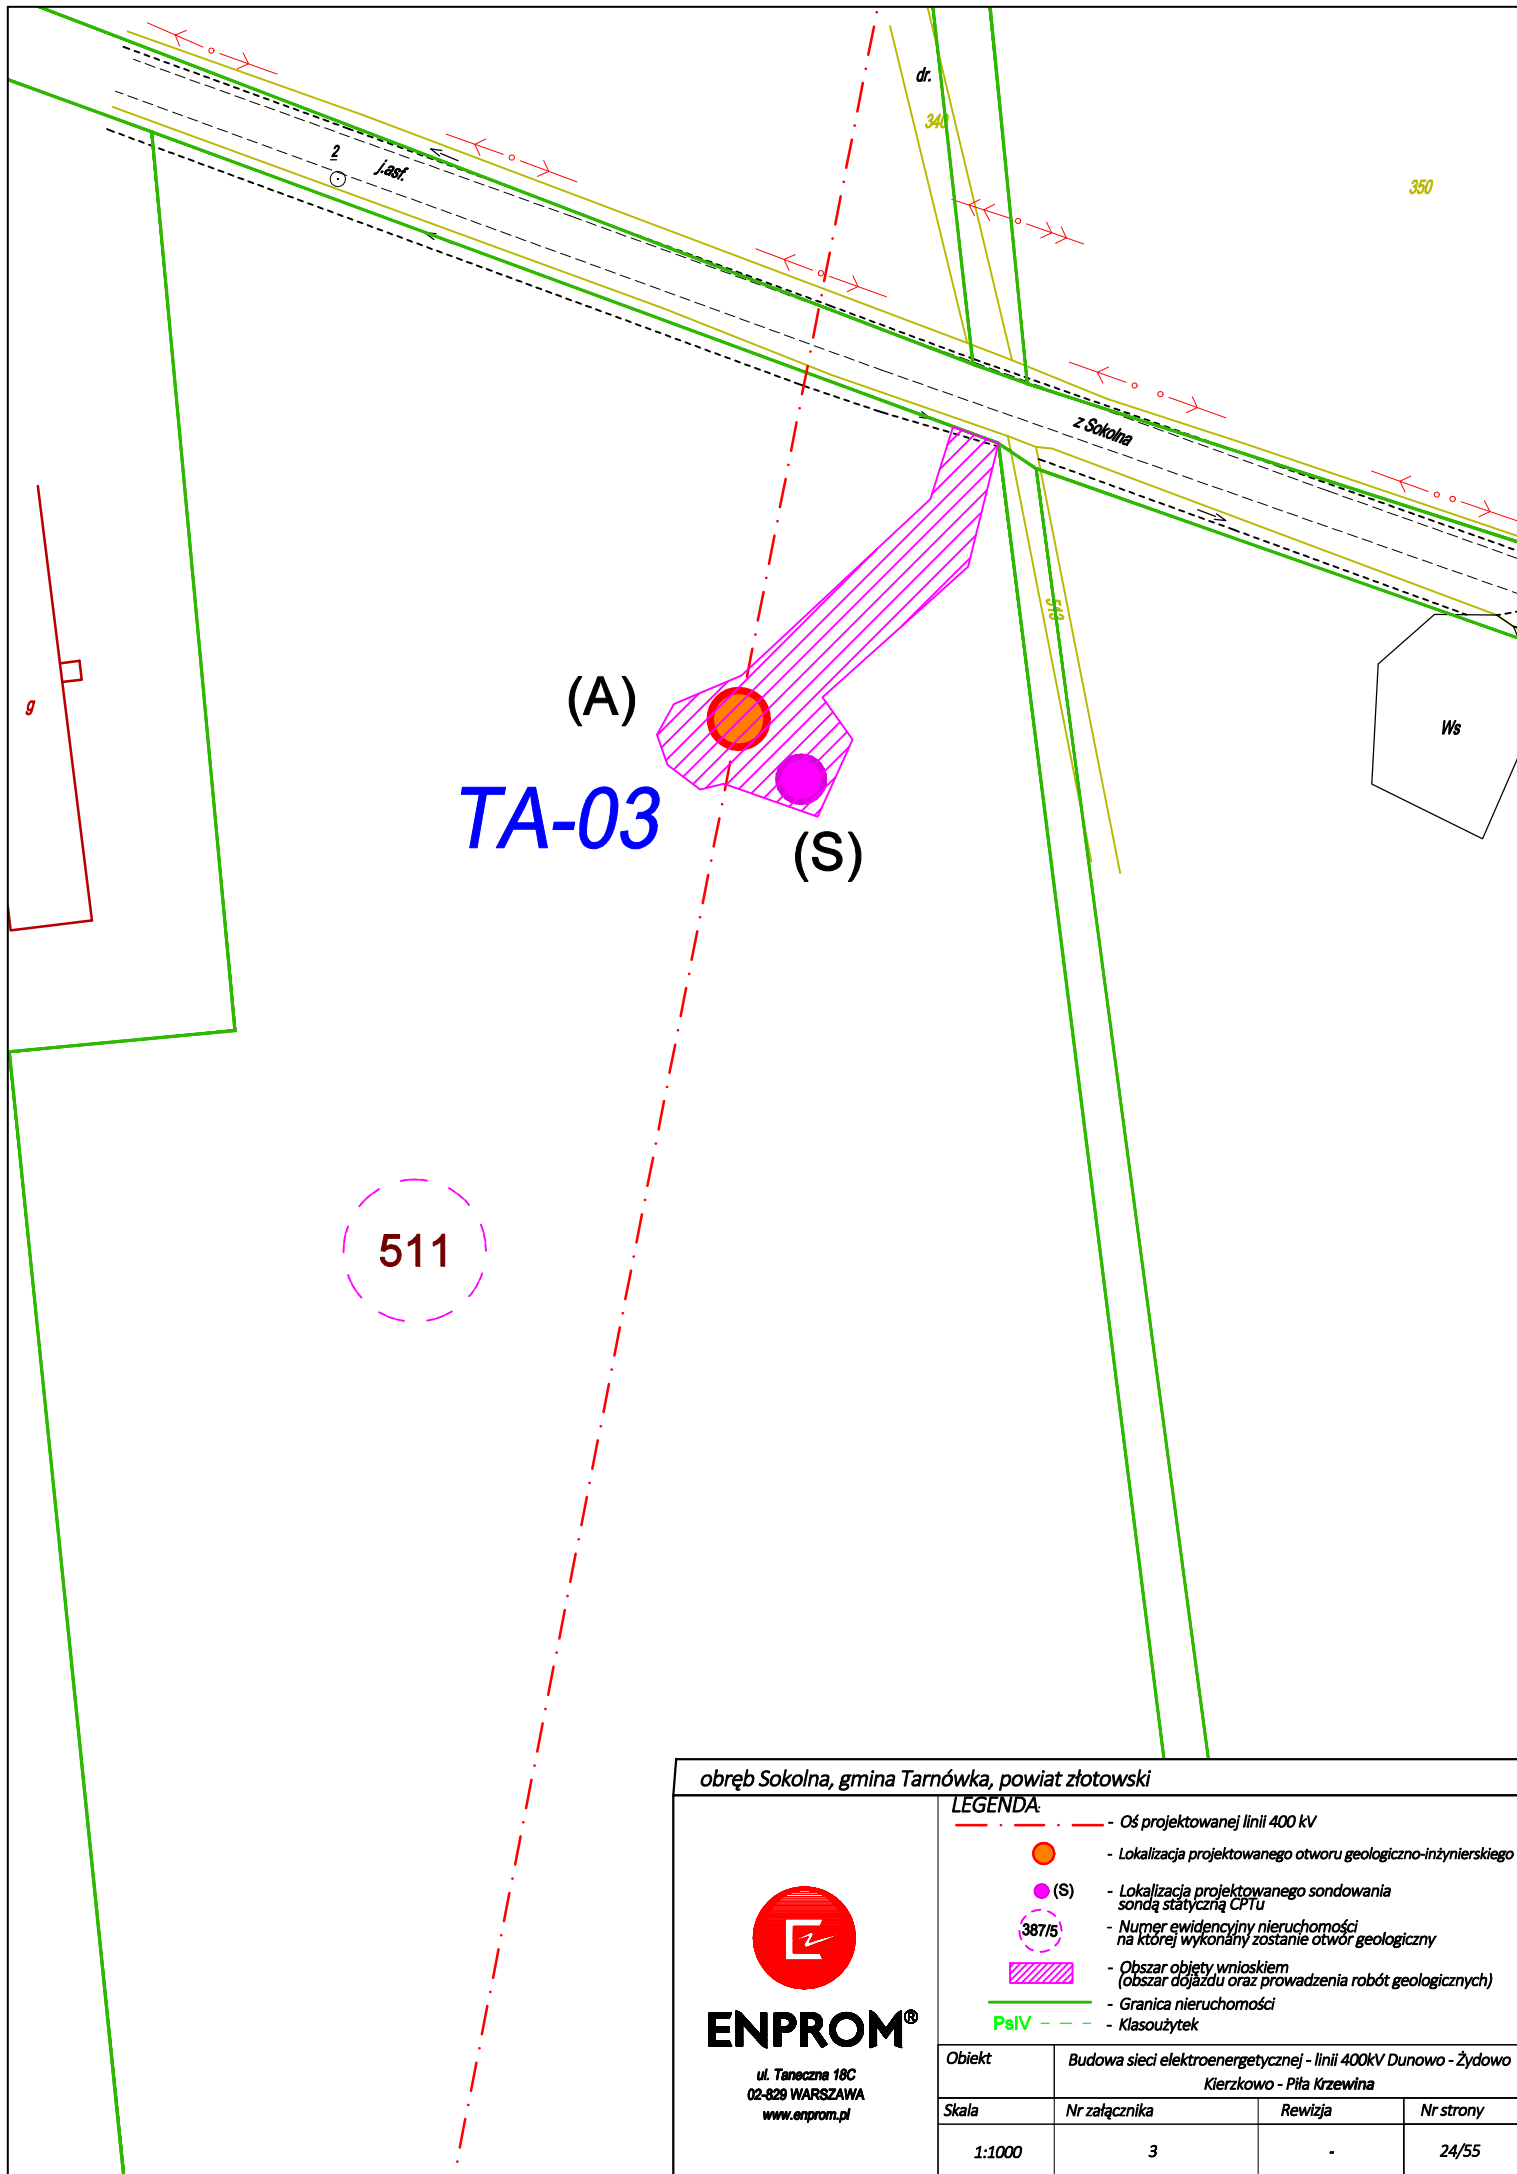 dr.
340
350
2
j.asf.
z Sokolna
513
g
(A)
Ws
TA-03
(S)
511
obręb Sokolna, gmina Tarnówka, powiat złotowski
LEGENDA:
- Oś projektowanej linii 400 kV
- Lokalizacja projektowanego otworu geologiczno-inżynierskiego
(S) - Lokalizacja projektowanego sondowania
sondą statyczną CPTu
387/5 - Numer ewidencyjny nieruchomości
na której wykonany zostanie otwór geologiczny
- Obszar objęty wnioskiem
(obszar dojazdu oraz prowadzenia robót geologicznych)
- Granica nieruchomości
PsIV - Klasoużytek
ENPROM®
ul. Taneczna 18C
02-829 WARSZAWA
www.enprom.pl
Obiekt
Budowa sieci elektroenergetycznej - linii 400kV Dunowo - Żydowo
Kierzkowo - Piła Krzewina
Skala Nr załącznika Rewizja Nr strony
1:1000 3 - 24/55